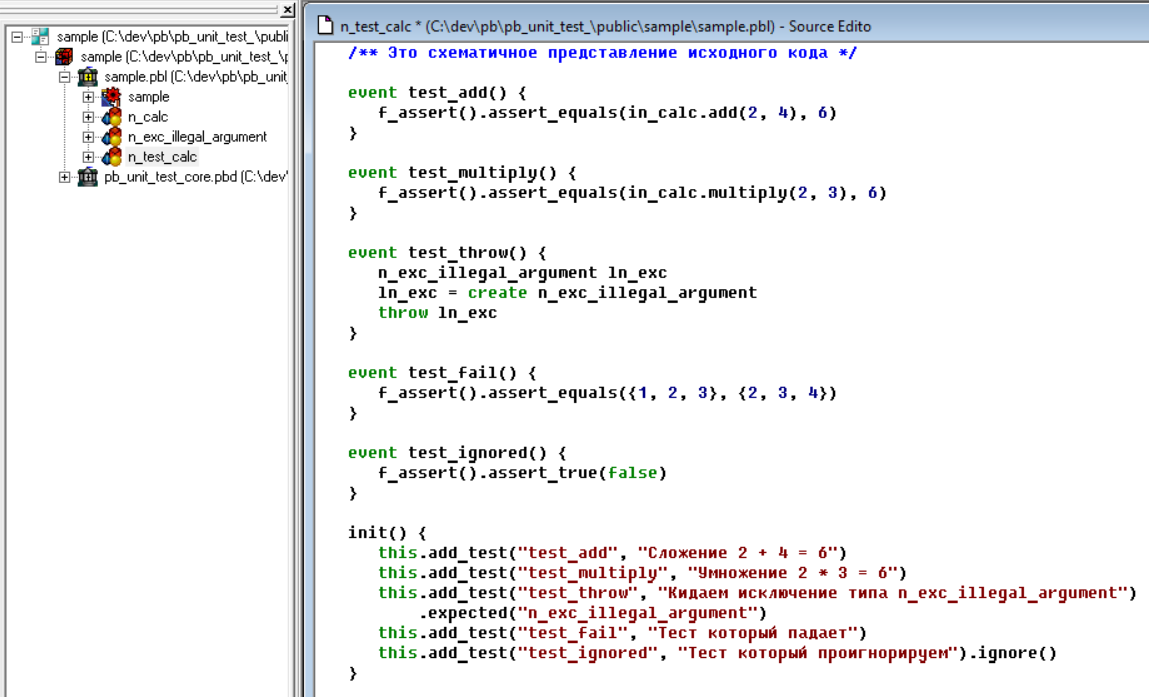 sample (C:\dev\pb\pb_unit_test_\publi
sample (C:\dev\pb\pb_unit_test_\p
sample.pbl (C:\dev\pb\pb_unit
sample
n_calc
n_exc_illegal_argument
n_test_calc
pb_unit_test_core.pbd (C:\dev'
n_test_calc * (C:\dev\pb\pb_unit_test_\public\sample\sample.pbl) - Source Edito
/** Это схематичное представление исходного кода */
event test_add() {
f_assert().assert_equals(in_calc.add(2, 4), 6)
}
event test_multiply() {
f_assert().assert_equals(in_calc.multiply(2, 3), 6)
}
event test_throw() {
n_exc_illegal_argument ln_exc
ln_exc = create n_exc_illegal_argument
throw ln_exc
}
event test_fail() {
f_assert().assert_equals({1, 2, 3}, {2, 3, 4})
}
event test_ignored() {
f_assert().assert_true(false)
}
init() {
this.add_test("test_add", "Сложение 2 + 4 = 6")
this.add_test("test_multiply", "Умножение 2 * 3 = 6")
this.add_test("test_throw", "Кидаем исключение типа n_exc_illegal_argument")
.expected("n_exc_illegal_argument")
this.add_test("test_fail", "Тест который падает")
this.add_test("test_ignored", "Тест который проигнорируем").ignore()
}